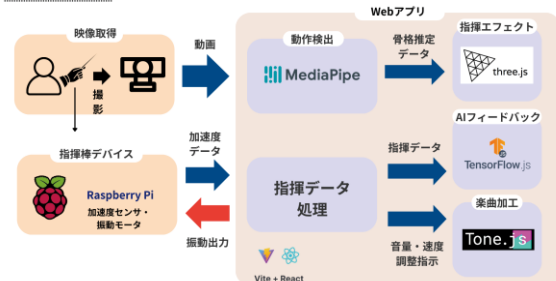 Webアプリ
映像取得
動画
動作検出
骨格推定
データ
指揮エフェクト
撮
影
MediaPipe
three.js
指揮棒デバイス
加速度
データ
AIフィードバック
指揮データ
TensorFlow.js
Raspberry Pi
加速度センサ・
振動モータ
指揮データ
処理
楽曲加工
振動出力
音量・速度
調整指示
Tone.js
Vite + React